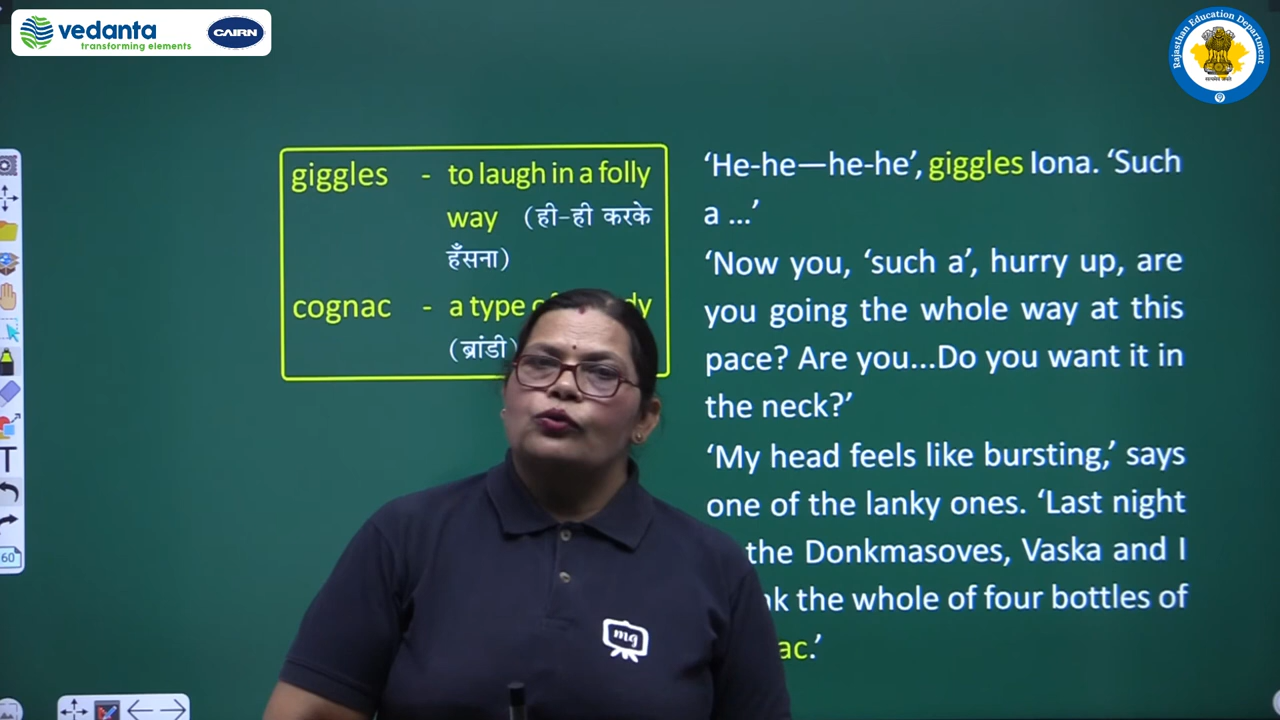 vedanta
transforming elements
CAIRN
Rajasthan Education Department
giggles - to laugh in a folly
way (ही-ही करके
हँसना)
cognac - a type
(ब्रांडी)
‘He-he—he-he’, giggles Iona. ‘Such
a ...’
‘Now you, ‘such a’, hurry up, are
you going the whole way at this
pace? Are you...Do you want it in
the neck?’
‘My head feels like bursting,’ says
one of the lanky ones. ‘Last night
the Donkmasoves, Vaska and I
the whole of four bottles of
mg
T
60